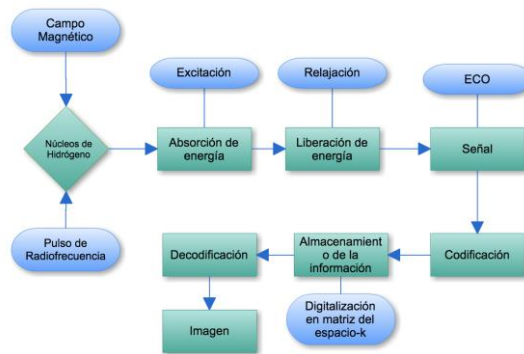 Campo
Magnético
Excitación
Relajación
ECO
Núcleos de
Hidrógeno
Absorción de
energía
Liberación de
energía
Señal
Pulso de
Radiofrecuencia
Decodificación
Almacenamient
o de la
información
Codificación
Digitalización
en matriz del
espacio-k
Imagen